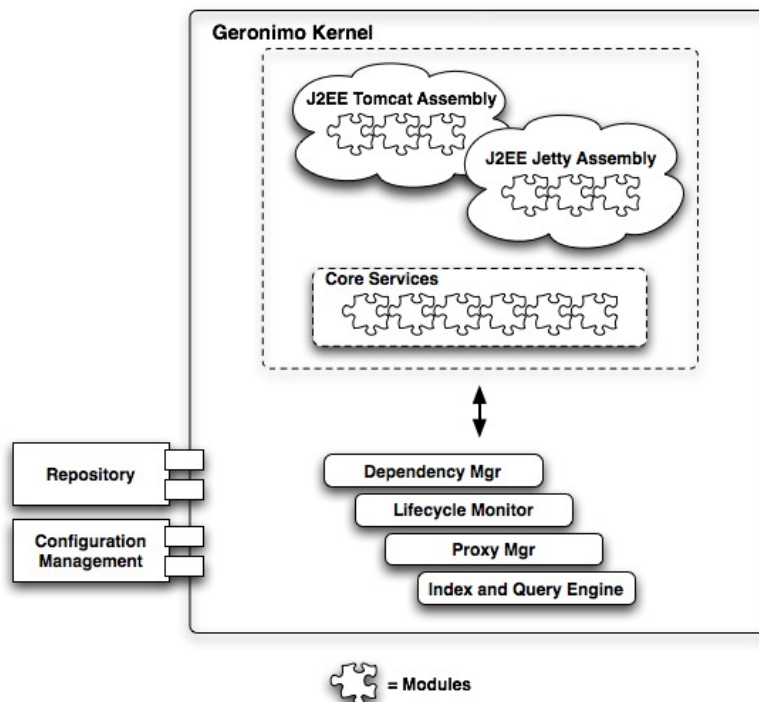 Geronimo Kernel
J2EE Tomcat Assembly
J2EE Jetty Assembly
Core Services
Repository
Configuration
Management
Dependency Mgr
Lifecycle Monitor
Proxy Mgr
Index and Query Engine
= Modules